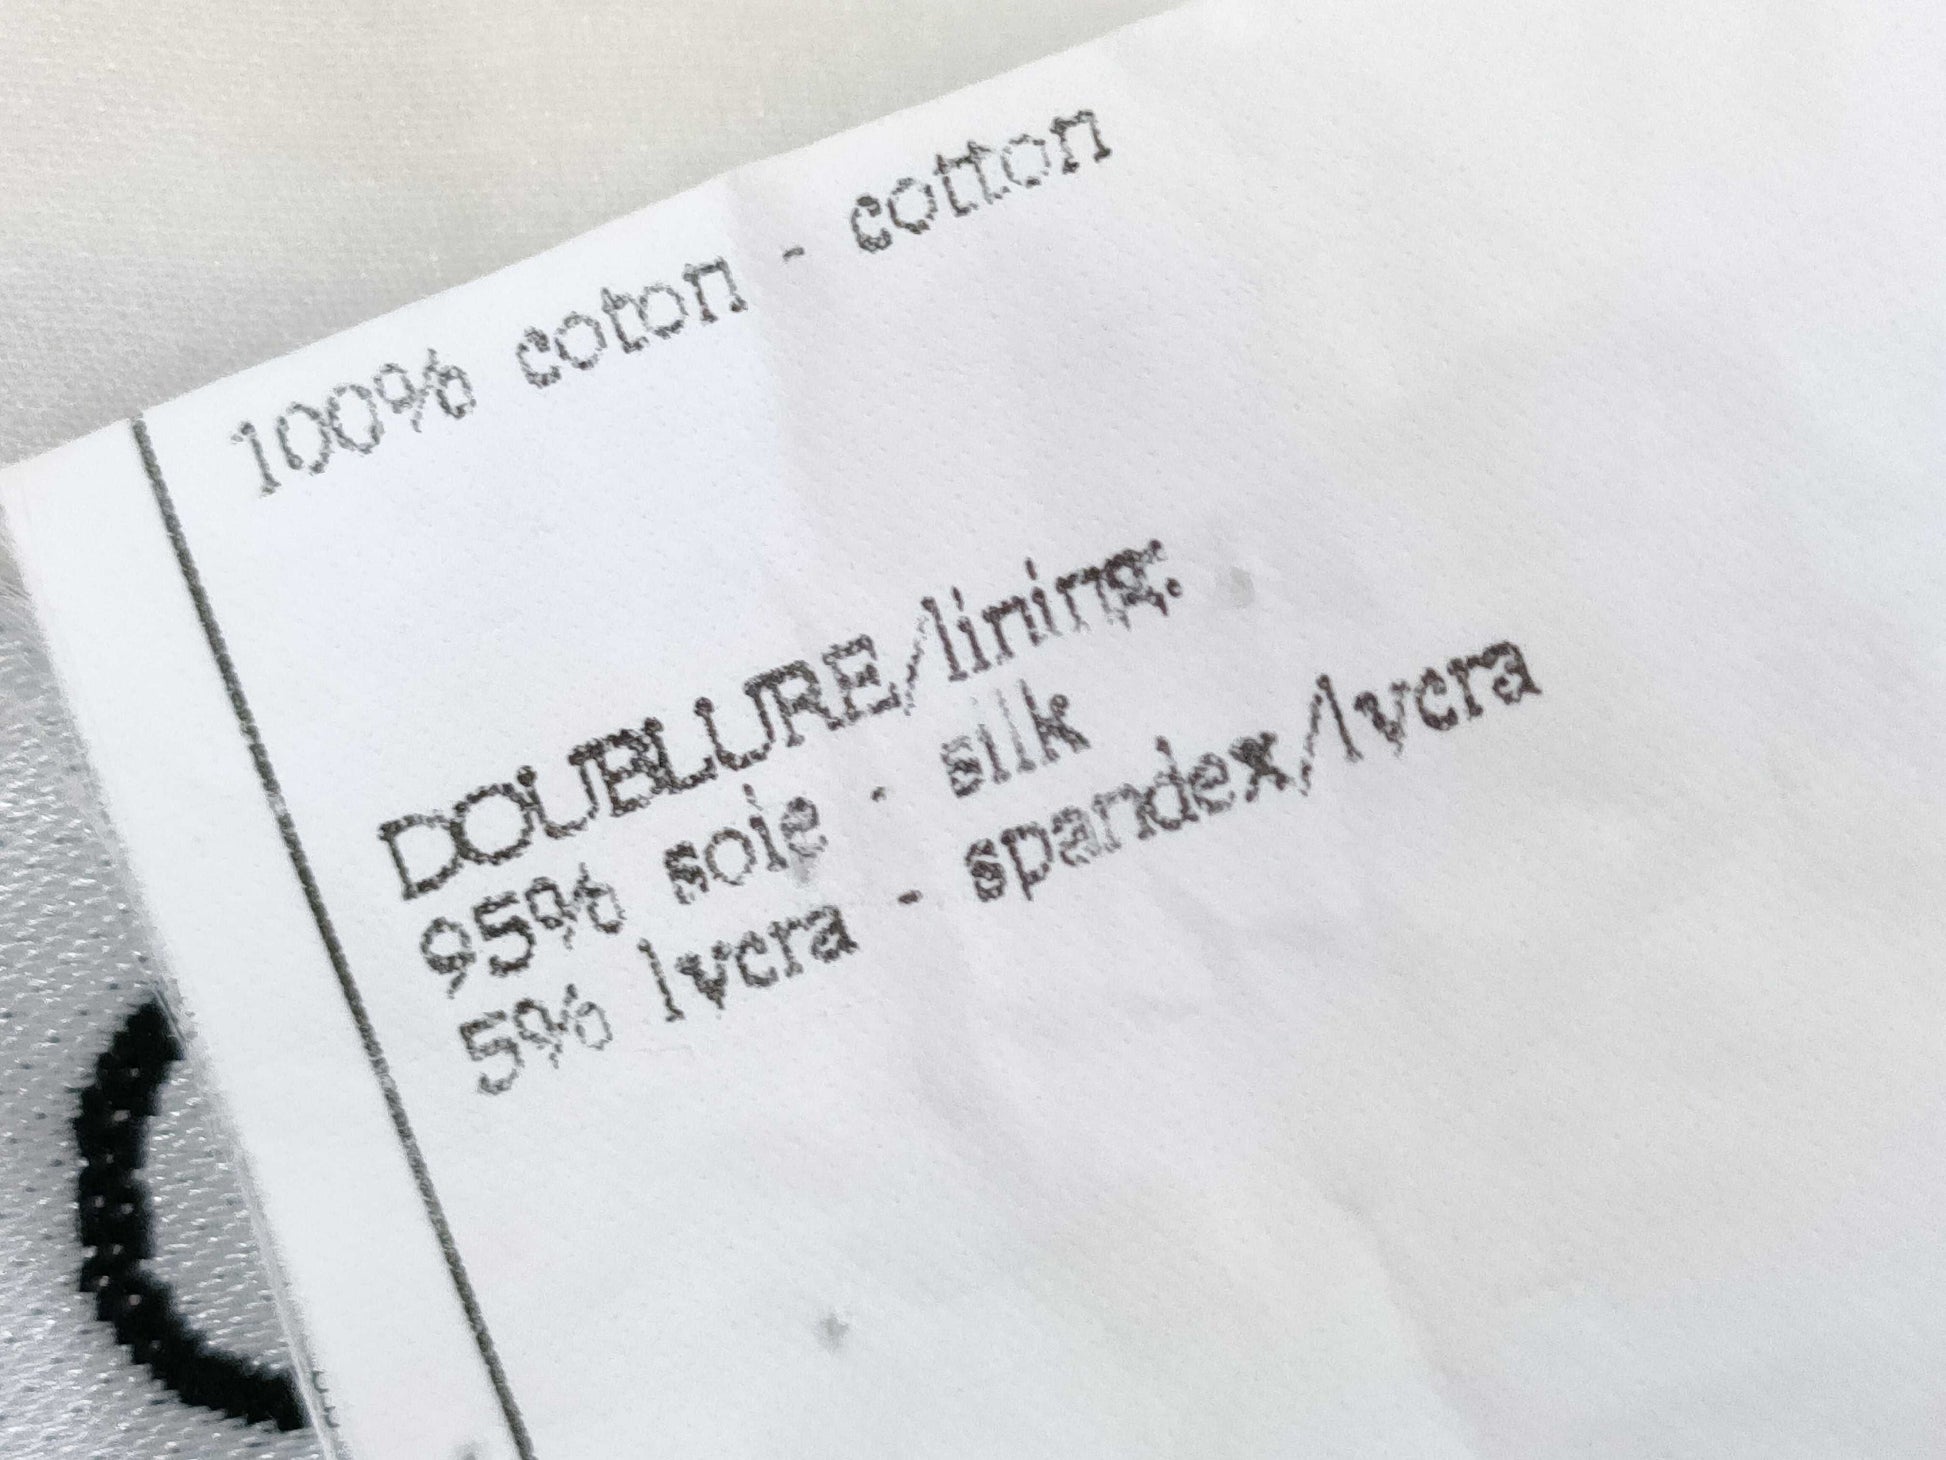 100% coton - cotton
DOUBLURE/lining:
95% soie - silk
5% lycra - spandex/lycra